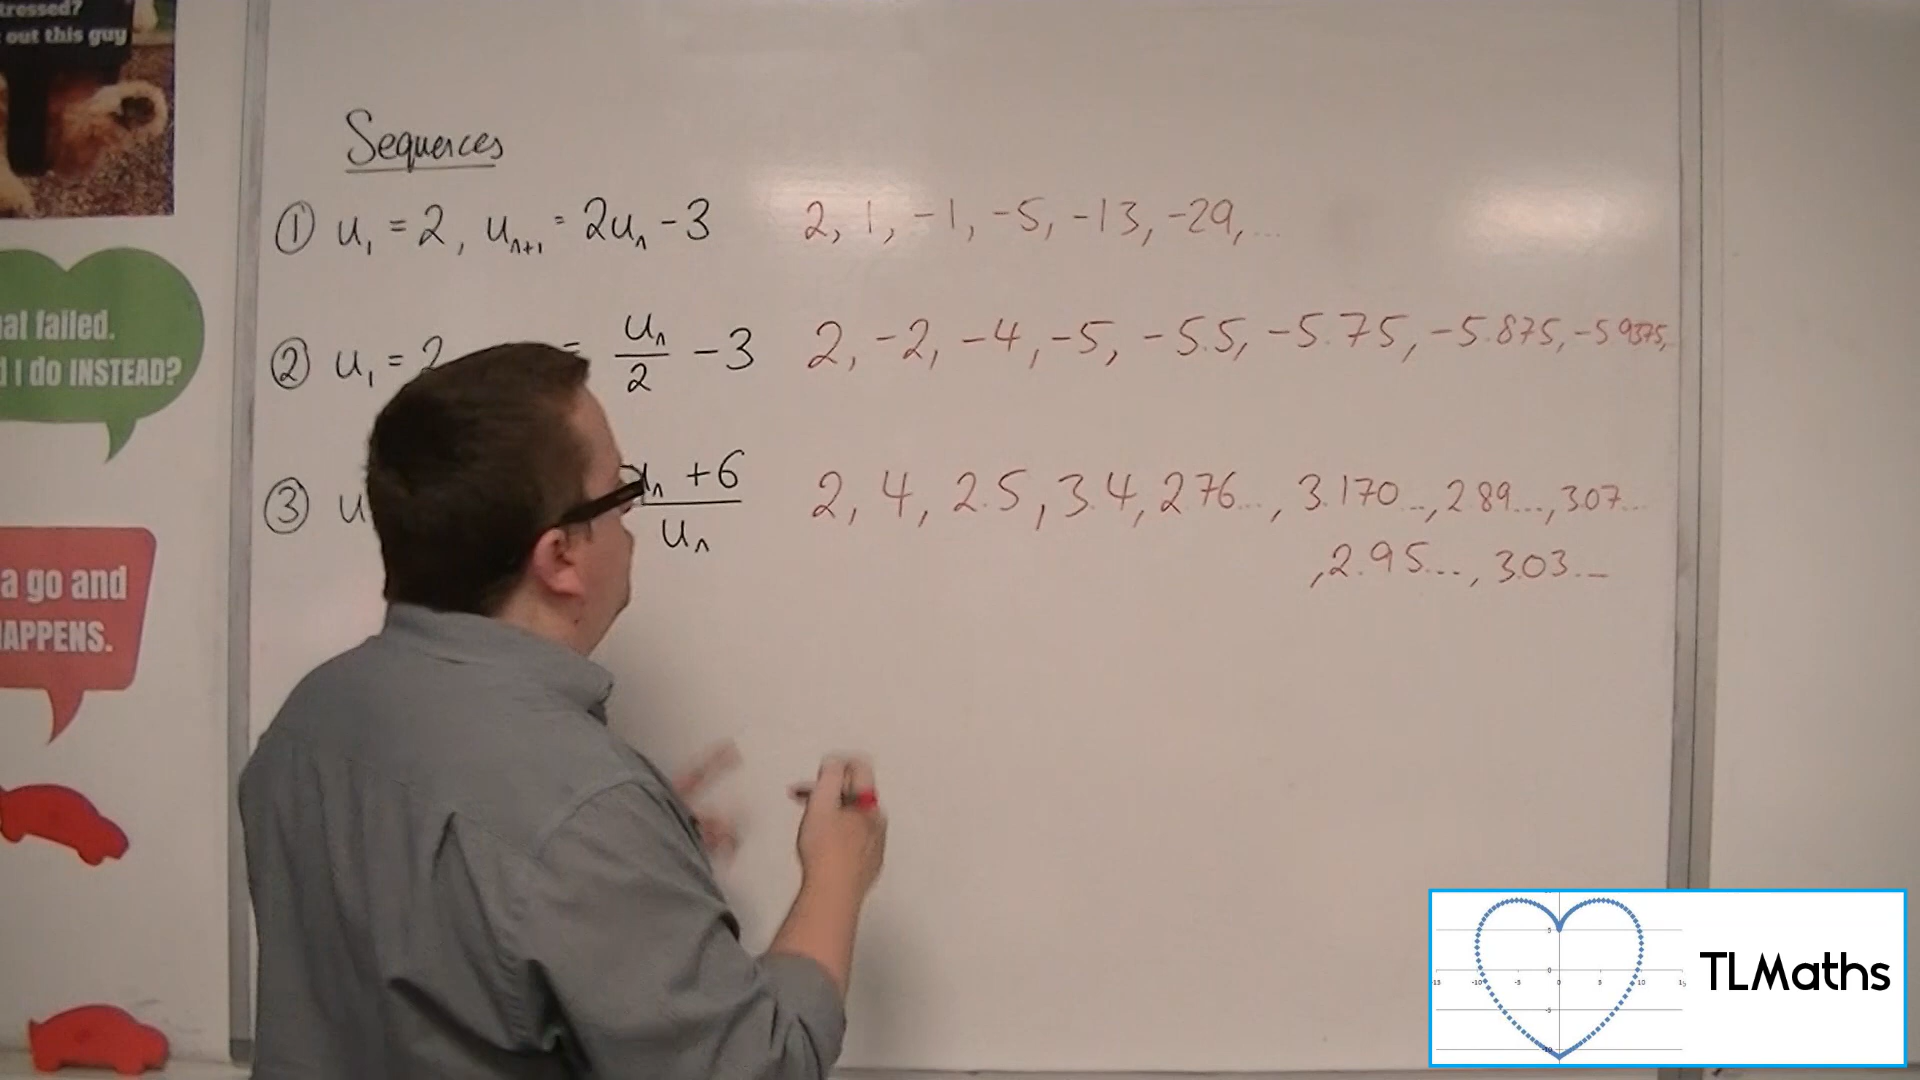 tressed?
out this guy
Sequences
① u₁ = 2, uₙ₊₁ = 2uₙ - 3 2, 1, -1, -5, -13, -29, ...
② u₁ = 2 = uₙ/2 - 3 2, -2, -4, -5, -5.5, -5.75, -5.875, -5.9375,
③ u uₙ + 6 / uₙ 2, 4, 2.5, 3.4, 2.76..., 3.170..., 2.89..., 3.07...
, 2.95..., 3.03...
at failed.
I do INSTEAD?
a go and
HAPPENS.
TLMaths